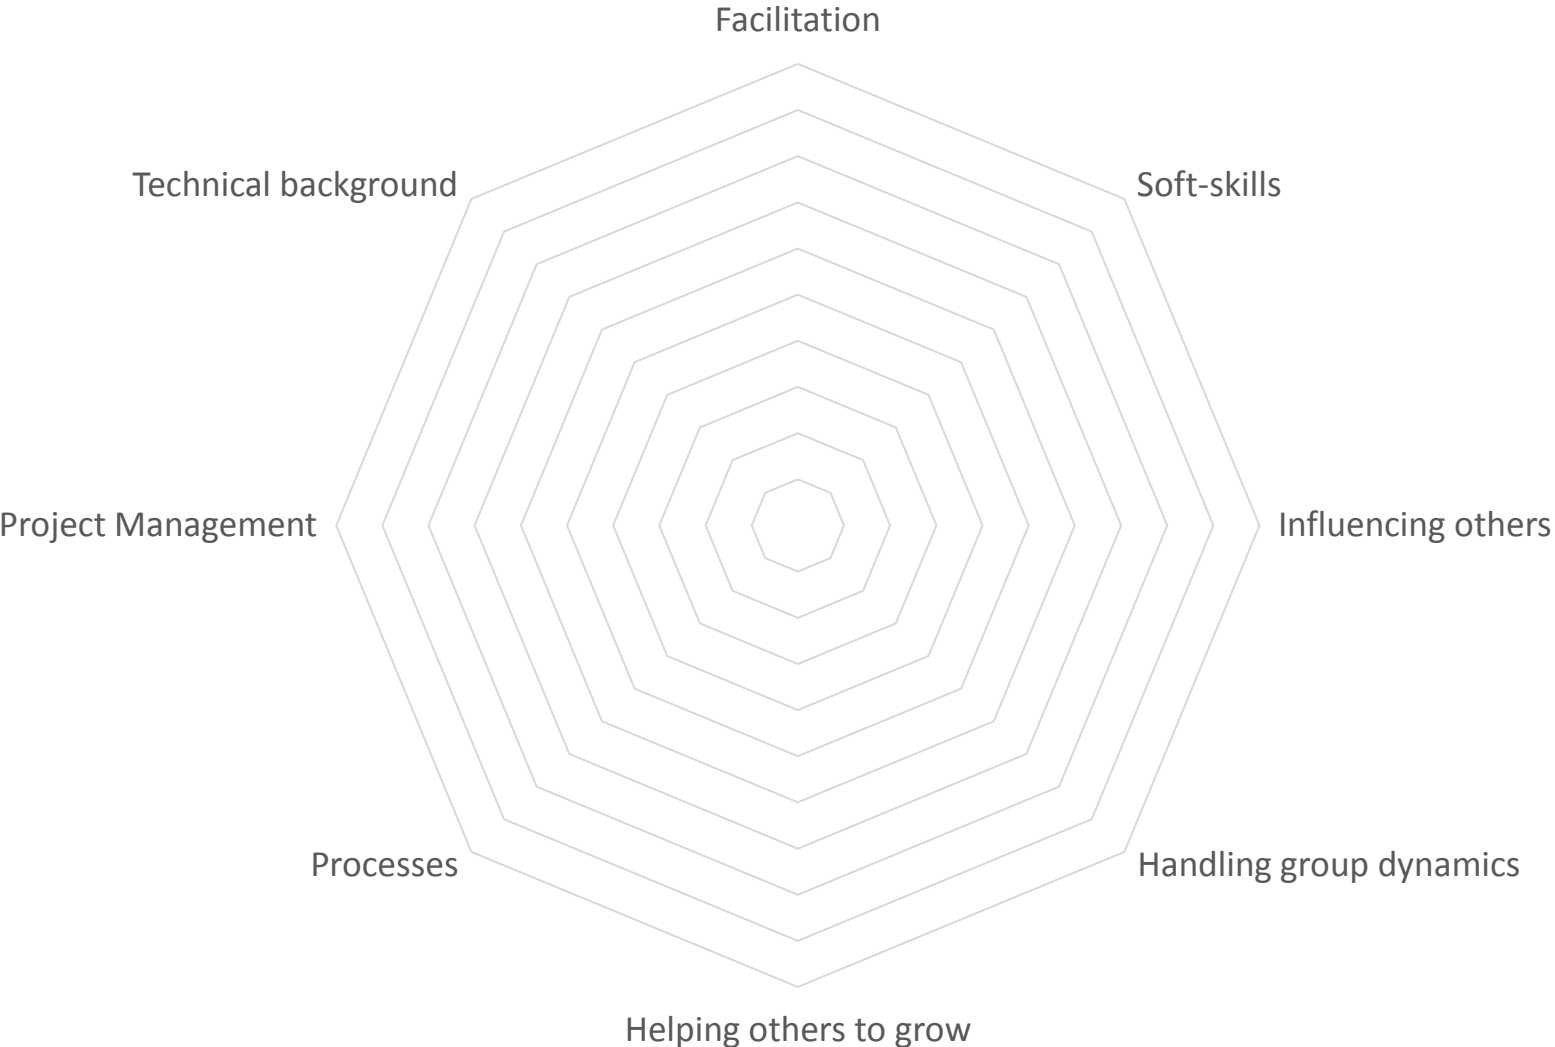 Facilitation
Technical background
Soft-skills
Project Management
Influencing others
Processes
Handling group dynamics
Helping others to grow